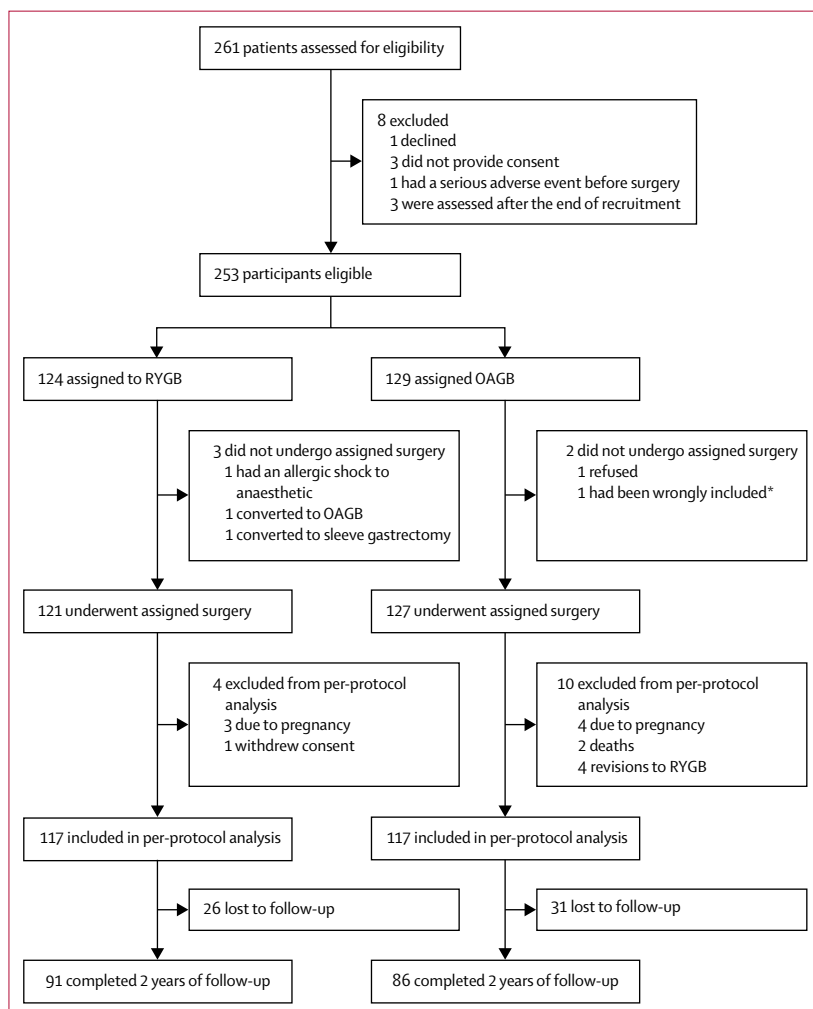 261 patients assessed for eligibility
8 excluded
1 declined
3 did not provide consent
1 had a serious adverse event before surgery
3 were assessed after the end of recruitment
253 participants eligible
124 assigned to RYGB
129 assigned OAGB
3 did not undergo assigned surgery
1 had an allergic shock to
anaesthetic
1 converted to OAGB
1 converted to sleeve gastrectomy
2 did not undergo assigned surgery
1 refused
1 had been wrongly included*
121 underwent assigned surgery
127 underwent assigned surgery
4 excluded from per-protocol
analysis
3 due to pregnancy
1 withdrew consent
10 excluded from per-protocol
analysis
4 due to pregnancy
2 deaths
4 revisions to RYGB
117 included in per-protocol analysis
117 included in per-protocol analysis
26 lost to follow-up
31 lost to follow-up
91 completed 2 years of follow-up
86 completed 2 years of follow-up